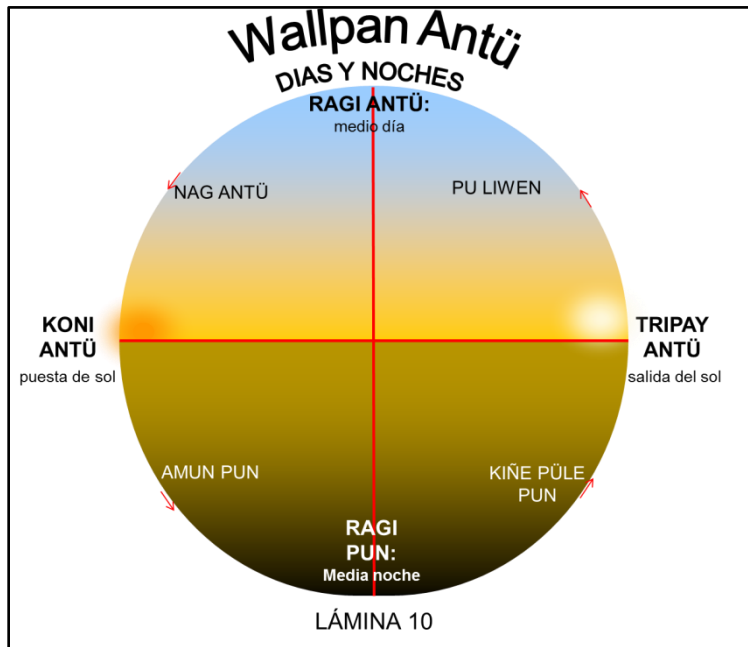 Wallpan Antü
DIAS Y NOCHES
RAGI ANTÜ:
medio día
NAG ANTÜ
PU LIWEN
KONI
ANTÜ
puesta de sol
TRIPAY
ANTÜ
salida del sol
AMUN PUN
KIÑE PÜLE
PUN
RAGI
PUN:
Media noche
LÁMINA 10